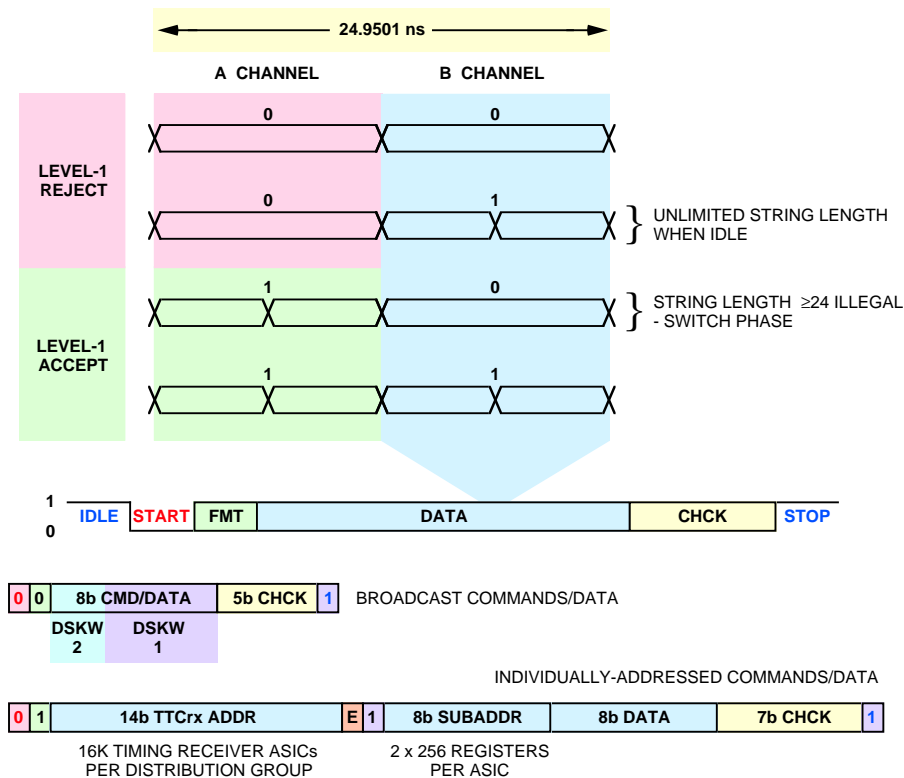 24.9501 ns
A CHANNEL B CHANNEL
0 0
LEVEL-1
REJECT
0 1
} UNLIMITED STRING LENGTH
WHEN IDLE
1 0
} STRING LENGTH ≥24 ILLEGAL
- SWITCH PHASE
LEVEL-1
ACCEPT
1 1
1
0
IDLE START FMT DATA CHCK STOP
0 0 8b CMD/DATA 5b CHCK 1 BROADCAST COMMANDS/DATA
DSKW DSKW
2 1
INDIVIDUALLY-ADDRESSED COMMANDS/DATA
0 1 14b TTCrx ADDR E 1 8b SUBADDR 8b DATA 7b CHCK 1
16K TIMING RECEIVER ASICs
PER DISTRIBUTION GROUP
2 x 256 REGISTERS
PER ASIC